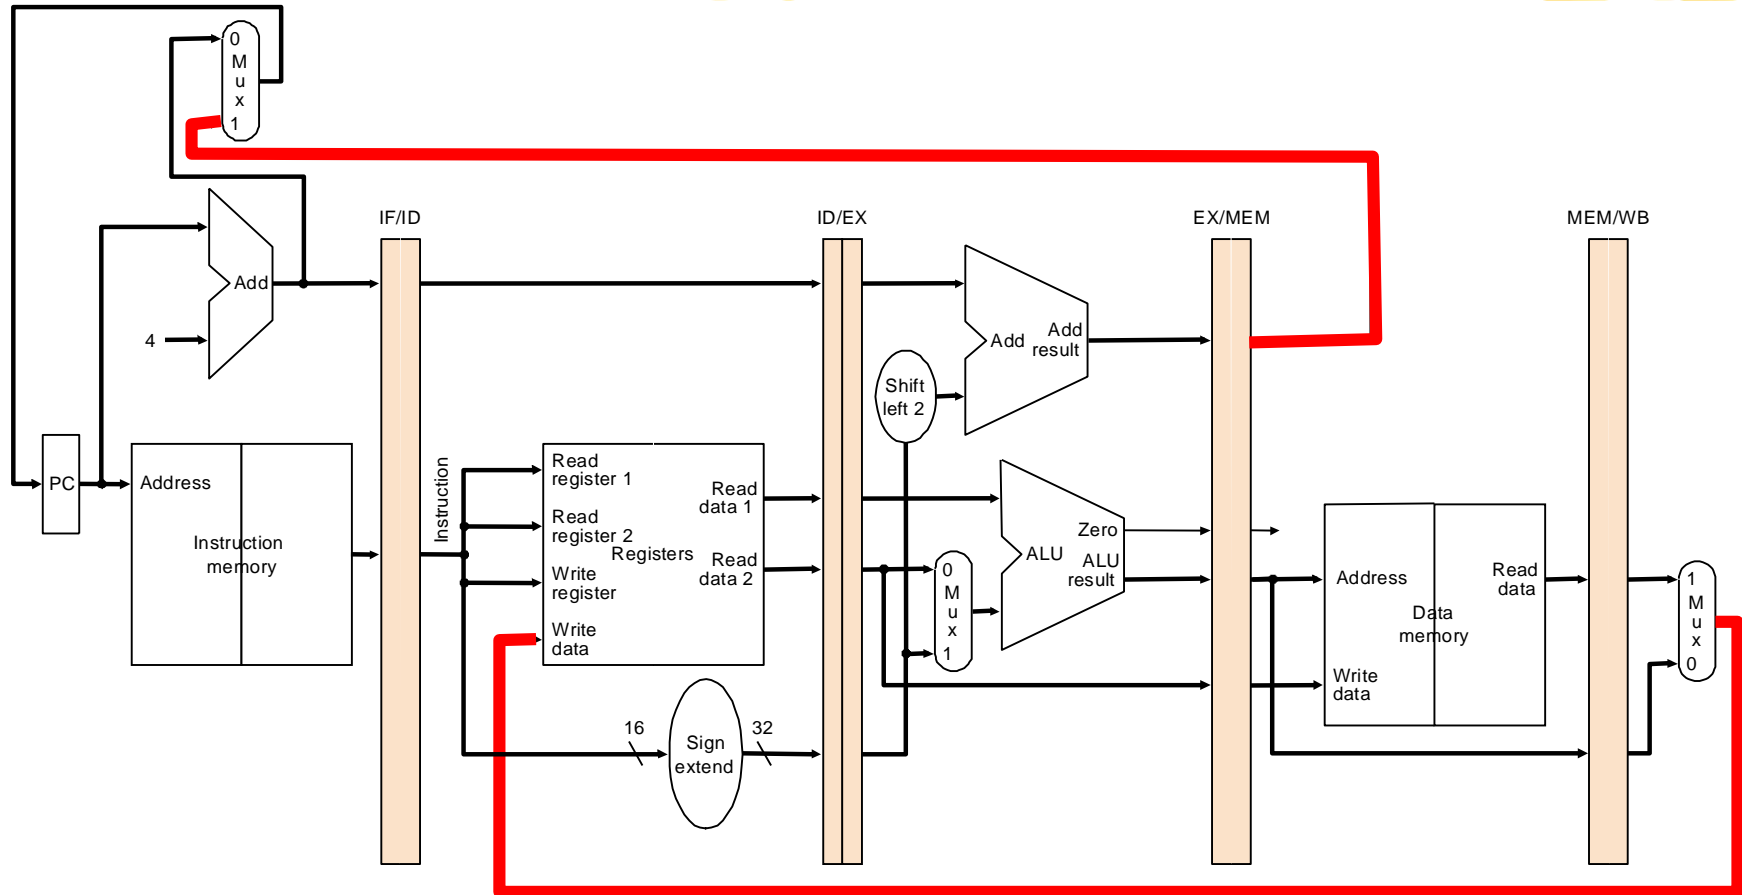 0
M
u
x
1
IF/ID
ID/EX
EX/MEM
MEM/WB
Add
4
Add
Add
result
Shift
left 2
PC
Address
Instruction
memory
Instruction
Read
register 1
Read
register 2
Registers
Write
register
Write
data
Read
data 1
Read
data 2
16
Sign
extend
32
0
M
u
x
1
Zero
ALU
ALU
result
Address
Read
data
Data
memory
Write
data
1
M
u
x
0